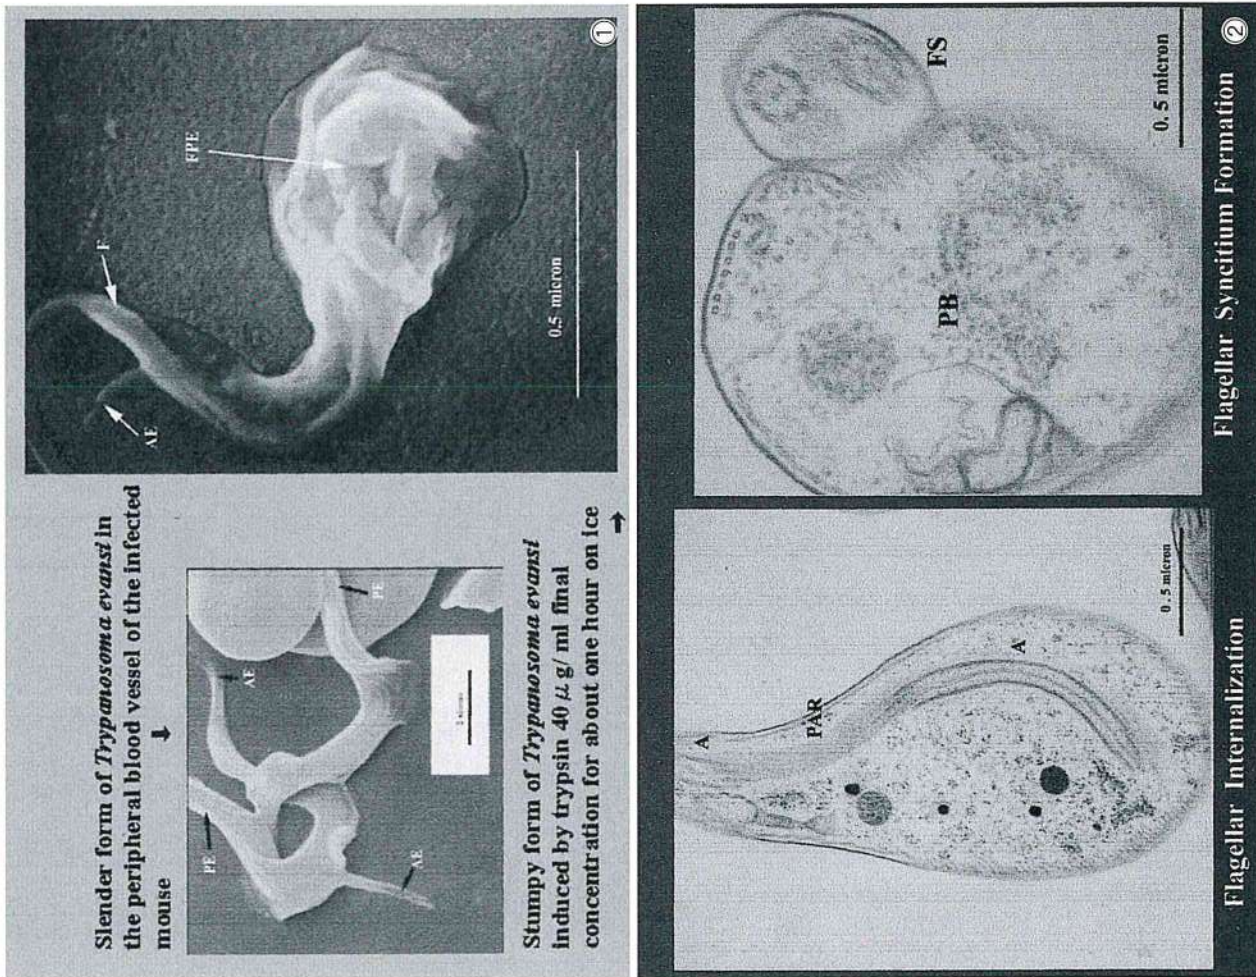 Slender form of Trypanosoma evansi in
the peripheral blood vessel of the infected
mouse
PE
AE
PE
AE
Stumpy form of Trypanosoma evansi
induced by trypsin 40 μg/ ml final
concentration for about one hour on ice
AE
F
FPE
0.5 micron
①
A
PAR
A
0. 5 micron
Flagellar Internalization
PB
FS
0. 5 micron
Flagellar Syncitium Formation
②